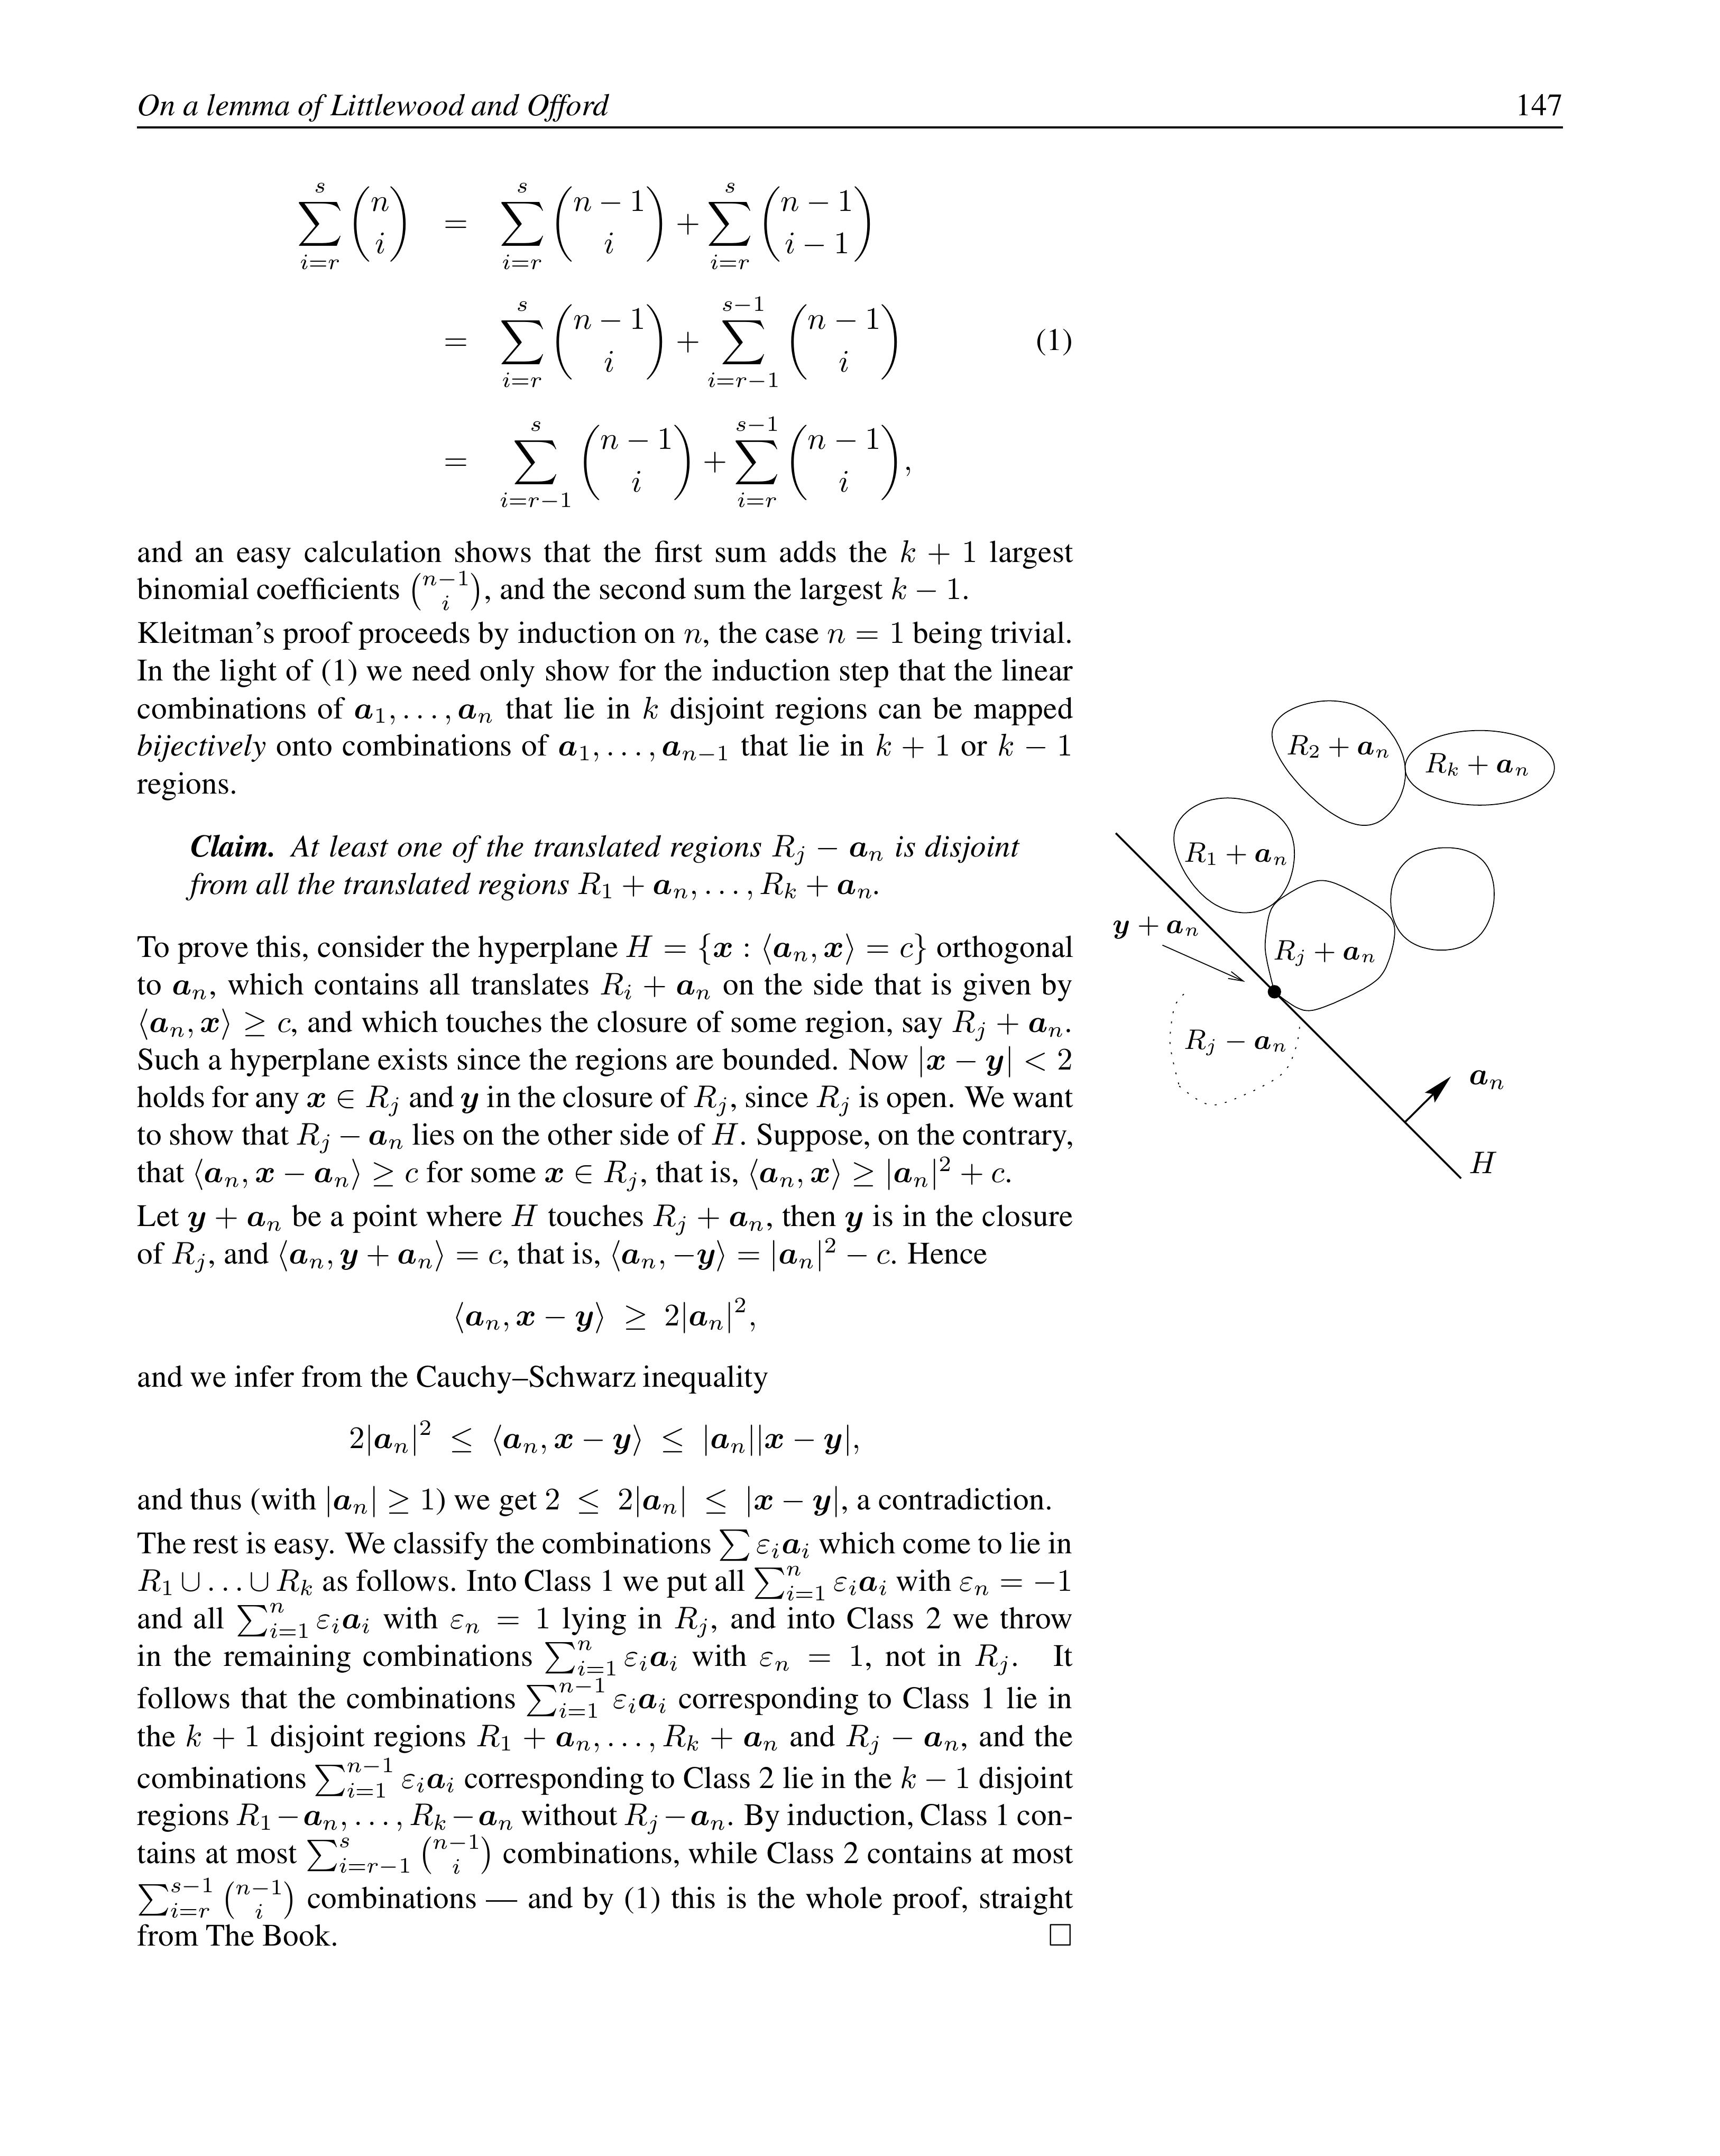 On a lemma of Littlewood and Offord 147
$$\sum_{i=r}^{s} \binom{n}{i} = \sum_{i=r}^{s} \binom{n-1}{i} + \sum_{i=r}^{s} \binom{n-1}{i-1}$$
$$= \sum_{i=r}^{s} \binom{n-1}{i} + \sum_{i=r-1}^{s-1} \binom{n-1}{i} \quad (1)$$
$$= \sum_{i=r-1}^{s} \binom{n-1}{i} + \sum_{i=r}^{s-1} \binom{n-1}{i},$$
and an easy calculation shows that the first sum adds the $k+1$ largest
binomial coefficients $\binom{n-1}{i}$, and the second sum the largest $k-1$.
Kleitman's proof proceeds by induction on $n$, the case $n = 1$ being trivial.
In the light of (1) we need only show for the induction step that the linear
combinations of $\boldsymbol{a}_1, \ldots, \boldsymbol{a}_n$ that lie in $k$ disjoint regions can be mapped
bijectively onto combinations of $\boldsymbol{a}_1, \ldots, \boldsymbol{a}_{n-1}$ that lie in $k+1$ or $k-1$
regions.
Claim. At least one of the translated regions $R_j - \boldsymbol{a}_n$ is disjoint
from all the translated regions $R_1 + \boldsymbol{a}_n, \ldots, R_k + \boldsymbol{a}_n$.
To prove this, consider the hyperplane $H = \{\boldsymbol{x} : \langle \boldsymbol{a}_n, \boldsymbol{x} \rangle = c\}$ orthogonal
to $\boldsymbol{a}_n$, which contains all translates $R_i + \boldsymbol{a}_n$ on the side that is given by
$\langle \boldsymbol{a}_n, \boldsymbol{x} \rangle \geq c$, and which touches the closure of some region, say $R_j + \boldsymbol{a}_n$.
Such a hyperplane exists since the regions are bounded. Now $|\boldsymbol{x} - \boldsymbol{y}| < 2$
holds for any $\boldsymbol{x} \in R_j$ and $\boldsymbol{y}$ in the closure of $R_j$, since $R_j$ is open. We want
to show that $R_j - \boldsymbol{a}_n$ lies on the other side of $H$. Suppose, on the contrary,
that $\langle \boldsymbol{a}_n, \boldsymbol{x} - \boldsymbol{a}_n \rangle \geq c$ for some $\boldsymbol{x} \in R_j$, that is, $\langle \boldsymbol{a}_n, \boldsymbol{x} \rangle \geq |\boldsymbol{a}_n|^2 + c$.
Let $\boldsymbol{y} + \boldsymbol{a}_n$ be a point where $H$ touches $R_j + \boldsymbol{a}_n$, then $\boldsymbol{y}$ is in the closure
of $R_j$, and $\langle \boldsymbol{a}_n, \boldsymbol{y} + \boldsymbol{a}_n \rangle = c$, that is, $\langle \boldsymbol{a}_n, -\boldsymbol{y} \rangle = |\boldsymbol{a}_n|^2 - c$. Hence
$$\langle \boldsymbol{a}_n, \boldsymbol{x} - \boldsymbol{y} \rangle \geq 2|\boldsymbol{a}_n|^2,$$
and we infer from the Cauchy–Schwarz inequality
$$2|\boldsymbol{a}_n|^2 \leq \langle \boldsymbol{a}_n, \boldsymbol{x} - \boldsymbol{y} \rangle \leq |\boldsymbol{a}_n||\boldsymbol{x} - \boldsymbol{y}|,$$
and thus (with $|\boldsymbol{a}_n| \geq 1$) we get $2 \leq 2|\boldsymbol{a}_n| \leq |\boldsymbol{x} - \boldsymbol{y}|$, a contradiction.
The rest is easy. We classify the combinations $\sum \varepsilon_i \boldsymbol{a}_i$ which come to lie in
$R_1 \cup \ldots \cup R_k$ as follows. Into Class 1 we put all $\sum_{i=1}^{n} \varepsilon_i \boldsymbol{a}_i$ with $\varepsilon_n = -1$
and all $\sum_{i=1}^{n} \varepsilon_i \boldsymbol{a}_i$ with $\varepsilon_n = 1$ lying in $R_j$, and into Class 2 we throw
in the remaining combinations $\sum_{i=1}^{n} \varepsilon_i \boldsymbol{a}_i$ with $\varepsilon_n = 1$, not in $R_j$. It
follows that the combinations $\sum_{i=1}^{n-1} \varepsilon_i \boldsymbol{a}_i$ corresponding to Class 1 lie in
the $k+1$ disjoint regions $R_1 + \boldsymbol{a}_n, \ldots, R_k + \boldsymbol{a}_n$ and $R_j - \boldsymbol{a}_n$, and the
combinations $\sum_{i=1}^{n-1} \varepsilon_i \boldsymbol{a}_i$ corresponding to Class 2 lie in the $k-1$ disjoint
regions $R_1 - \boldsymbol{a}_n, \ldots, R_k - \boldsymbol{a}_n$ without $R_j - \boldsymbol{a}_n$. By induction, Class 1 con-
tains at most $\sum_{i=r-1}^{s} \binom{n-1}{i}$ combinations, while Class 2 contains at most
$\sum_{i=r}^{s-1} \binom{n-1}{i}$ combinations — and by (1) this is the whole proof, straight
from The Book. □
$R_2 + \boldsymbol{a}_n$
$R_k + \boldsymbol{a}_n$
$R_1 + \boldsymbol{a}_n$
$\boldsymbol{y} + \boldsymbol{a}_n$
$R_j + \boldsymbol{a}_n$
$R_j - \boldsymbol{a}_n$
$\boldsymbol{a}_n$
$H$